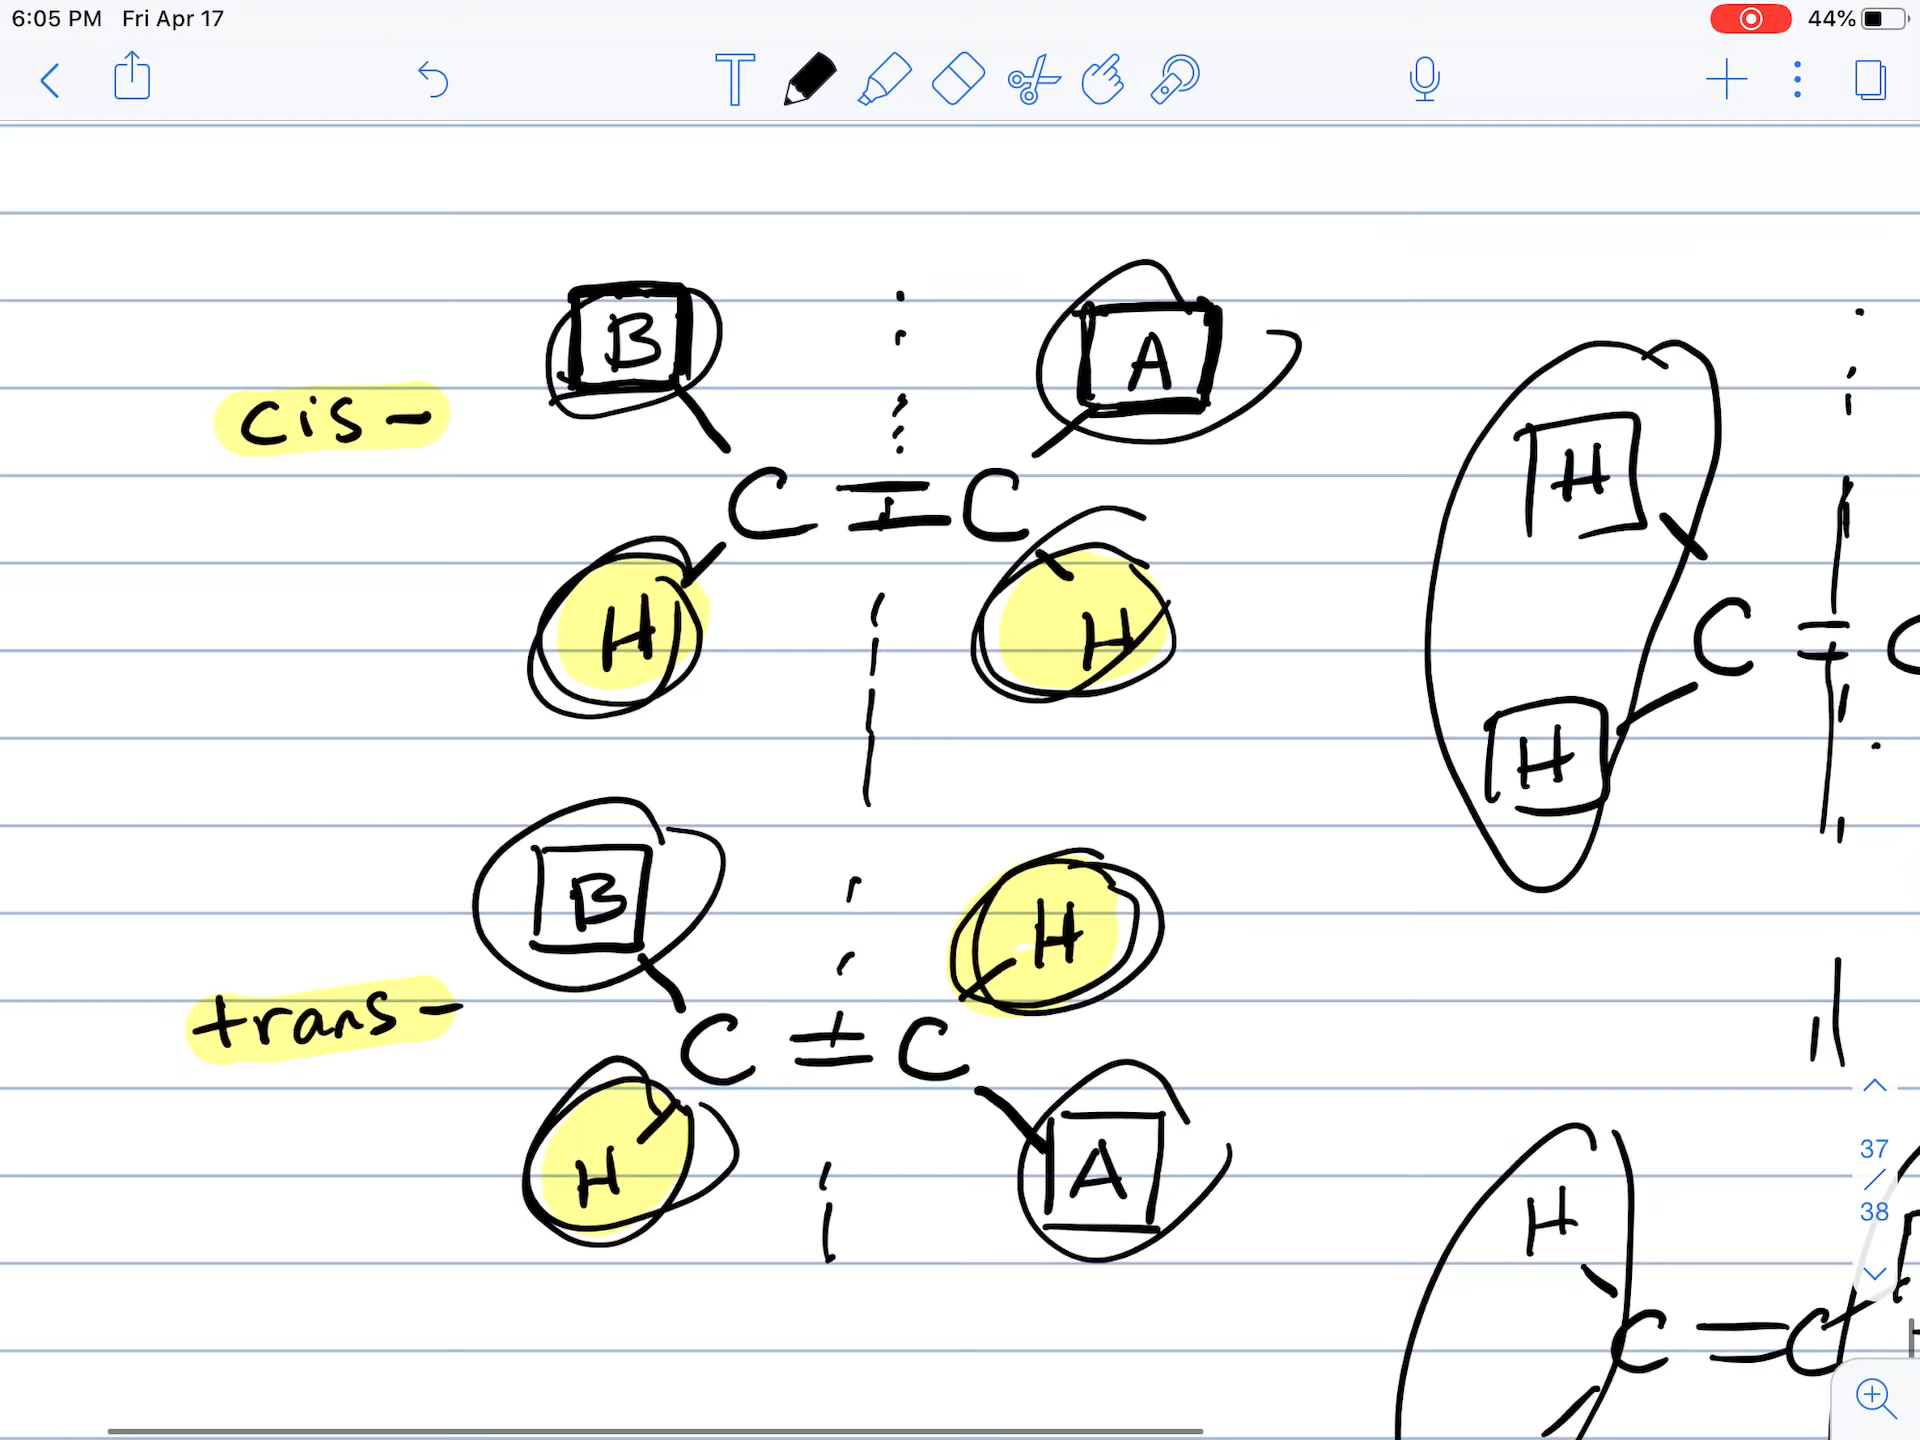 6:05 PM Fri Apr 17
44%
T
B A
cis-
C = C
H H
B H
trans-
C = C
H A
H
C = C
H
H
C = C
37
/
38